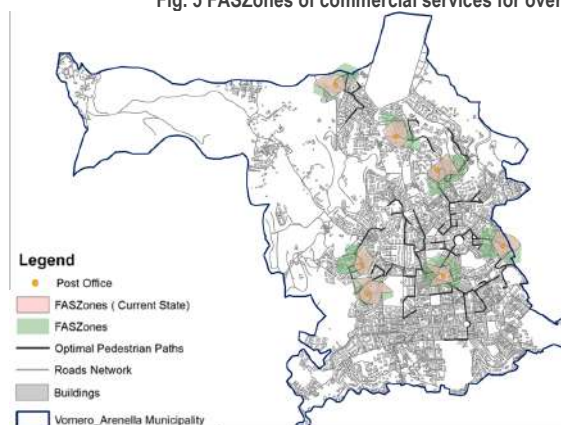 Fig. 5 FASZones of commercial services for over
Legend
Post Office
FASZones ( Current State)
FASZones
Optimal Pedestrian Paths
Roads Network
Buildings
Vomero_Arenella Municipality